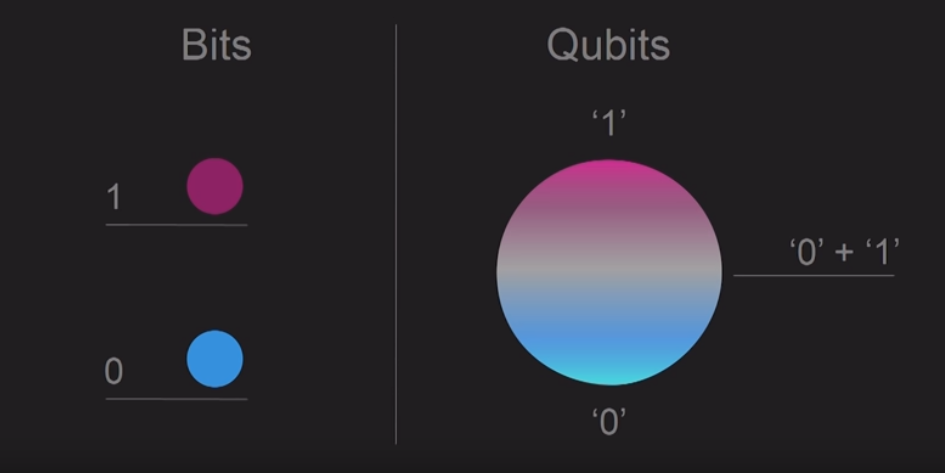 Bits
1
0
Qubits
‘1’
‘0’ + ‘1’
‘0’